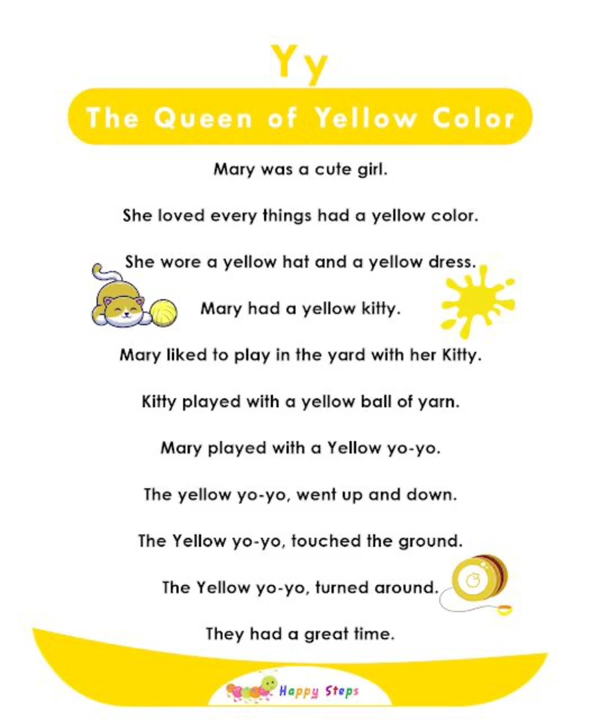 Yy
The Queen of Yellow Color
Mary was a cute girl.
She loved every things had a yellow color.
She wore a yellow hat and a yellow dress.
Mary had a yellow kitty.
Mary liked to play in the yard with her Kitty.
Kitty played with a yellow ball of yarn.
Mary played with a Yellow yo-yo.
The yellow yo-yo, went up and down.
The Yellow yo-yo, touched the ground.
The Yellow yo-yo, turned around.
They had a great time.
Happy Steps